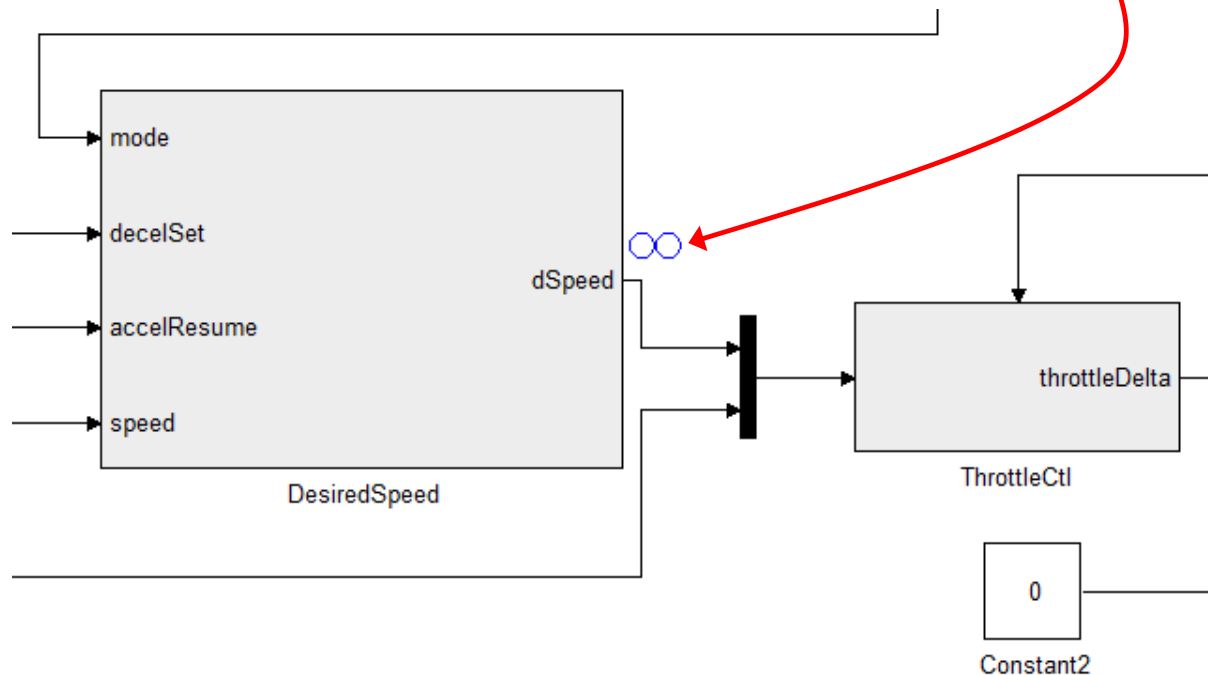 mode
decelSet
dSpeed
accelResume
throttleDelta
speed
ThrottleCtl
DesiredSpeed
0
Constant2